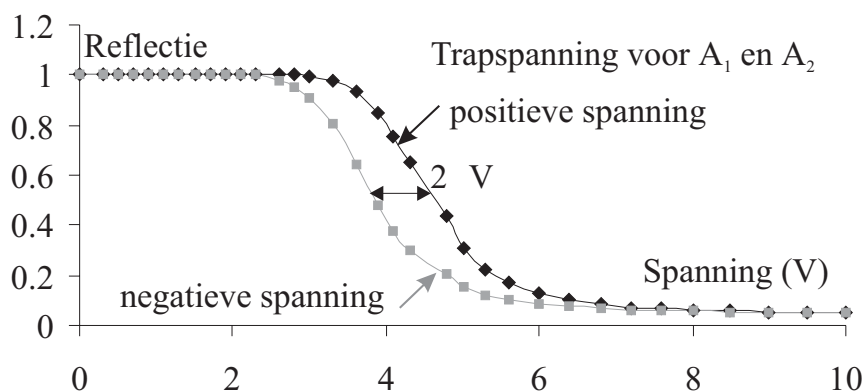 1.2
Reflectie
Trapspanning voor A₁ en A₂
1
positieve spanning
0.8
0.6
2 V
0.4
Spanning (V)
0.2
negatieve spanning
0
0 2 4 6 8 10